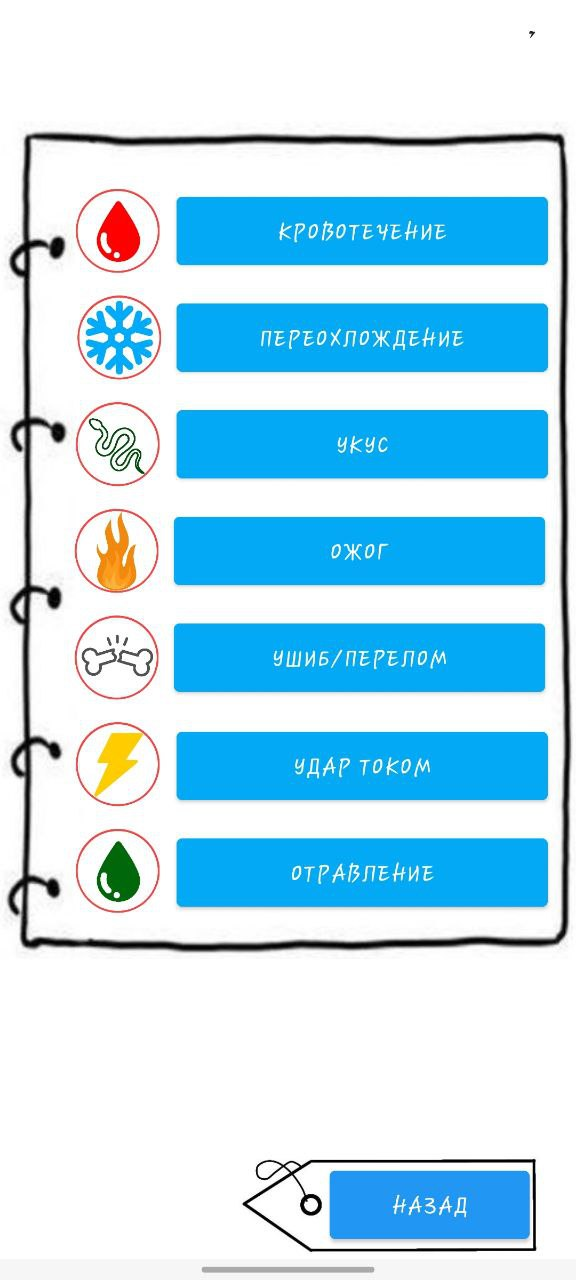 КРОВОТЕЧЕНИЕ
ПЕРЕОХЛОЖДЕНИЕ
УКУС
ОЖОГ
УШИБ/ПЕРЕЛОМ
УДАР ТОКОМ
ОТРАВЛЕНИЕ
НАЗАД